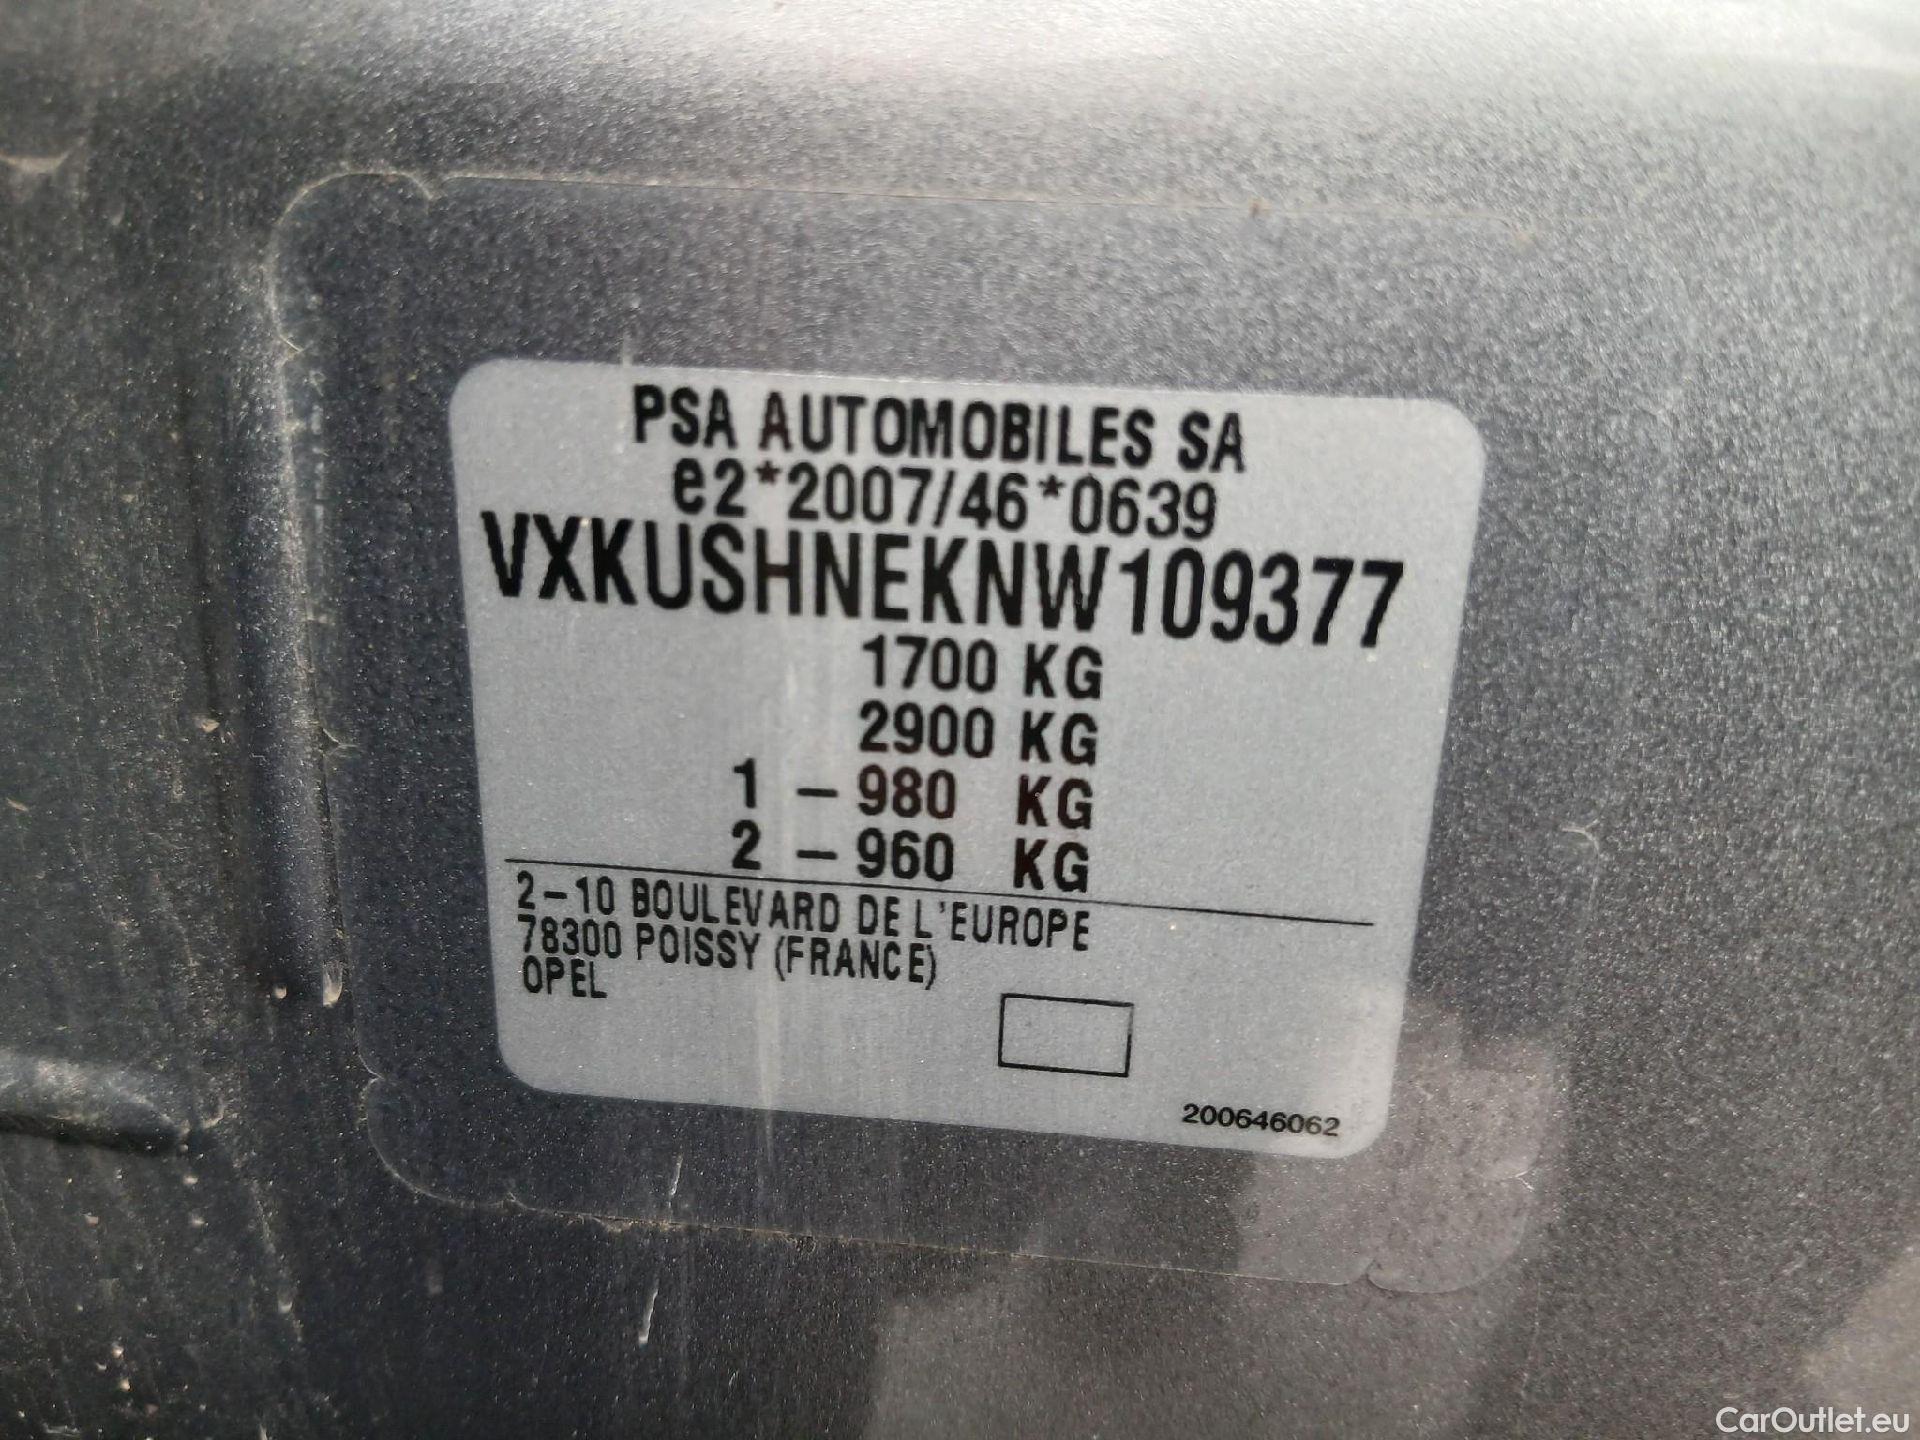 PSA AUTOMOBILES SA
e2*2007/46*0639
VXKUSHNEKNW109377
1700 KG
2900 KG
1 - 980 KG
2 - 960 KG
2-10 BOULEVARD DE L'EUROPE
78300 POISSY (FRANCE)
OPEL
200646062
CarOutlet.eu